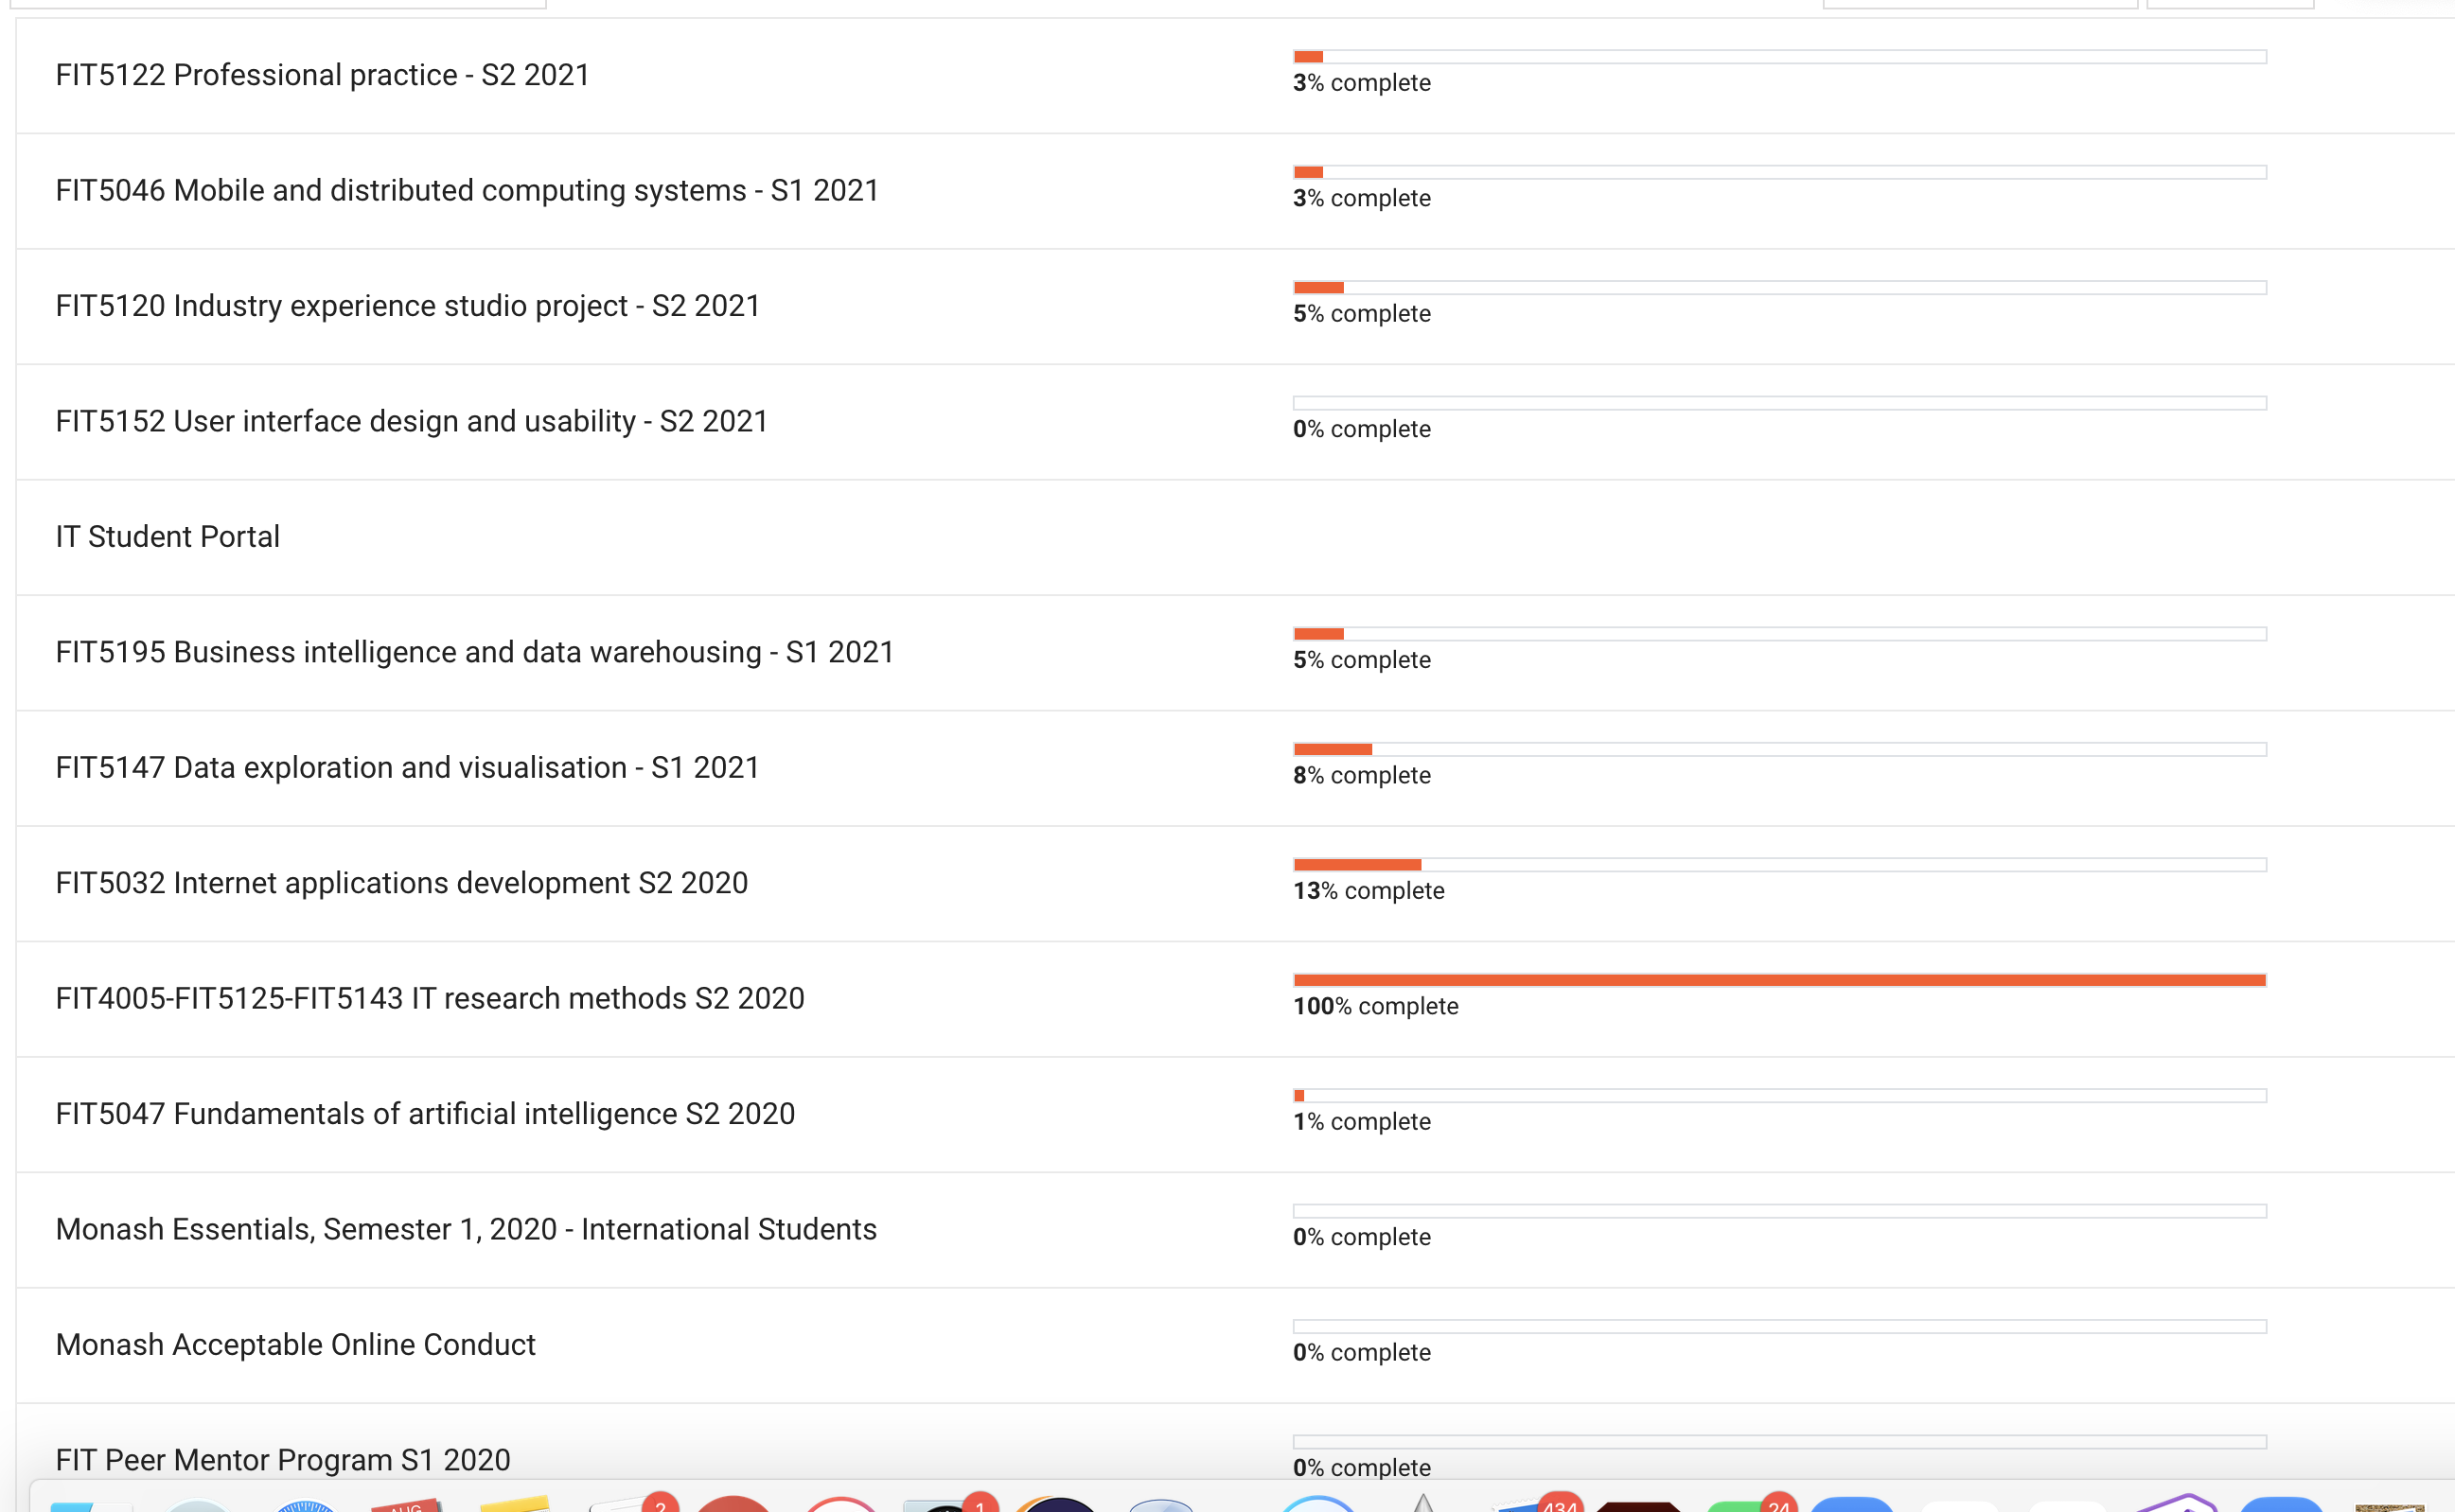 FIT5122 Professional practice - S2 2021
3% complete
FIT5046 Mobile and distributed computing systems - S1 2021
3% complete
FIT5120 Industry experience studio project - S2 2021
5% complete
FIT5152 User interface design and usability - S2 2021
0% complete
IT Student Portal
FIT5195 Business intelligence and data warehousing - S1 2021
5% complete
FIT5147 Data exploration and visualisation - S1 2021
8% complete
FIT5032 Internet applications development S2 2020
13% complete
FIT4005-FIT5125-FIT5143 IT research methods S2 2020
100% complete
FIT5047 Fundamentals of artificial intelligence S2 2020
1% complete
Monash Essentials, Semester 1, 2020 - International Students
0% complete
Monash Acceptable Online Conduct
0% complete
FIT Peer Mentor Program S1 2020
0% complete
AUG 2 1 434 24